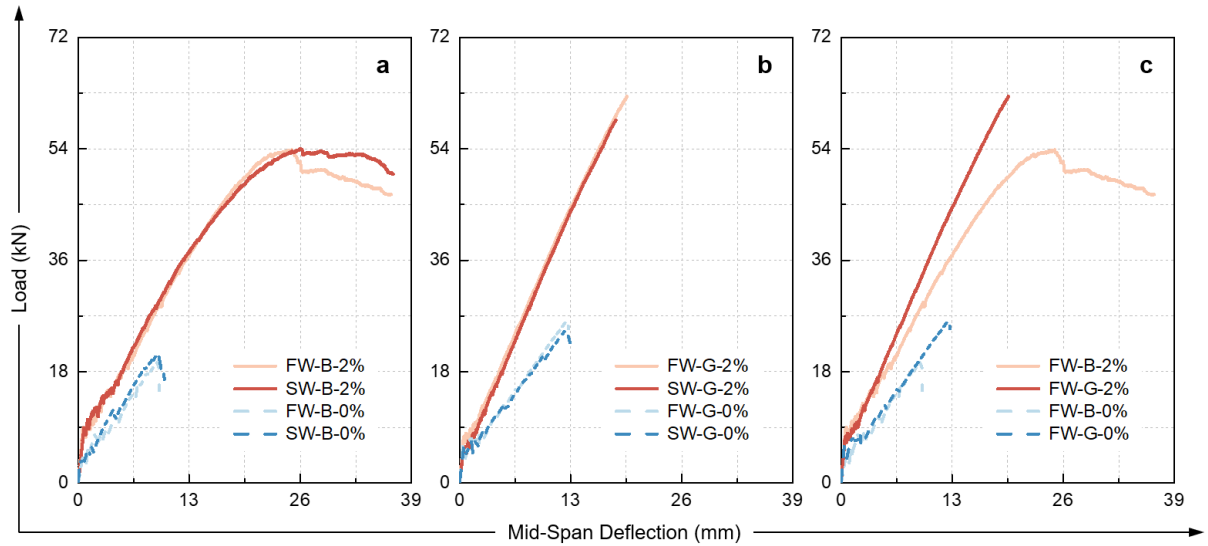 Load (kN)
72
54
36
18
0
a
FW-B-2%
SW-B-2%
FW-B-0%
SW-B-0%
0
13
26
39
72
54
36
18
0
b
FW-G-2%
SW-G-2%
FW-G-0%
SW-G-0%
0
13
26
39
72
54
36
18
0
c
FW-B-2%
FW-G-2%
FW-B-0%
FW-G-0%
0
13
26
39
Mid-Span Deflection (mm)